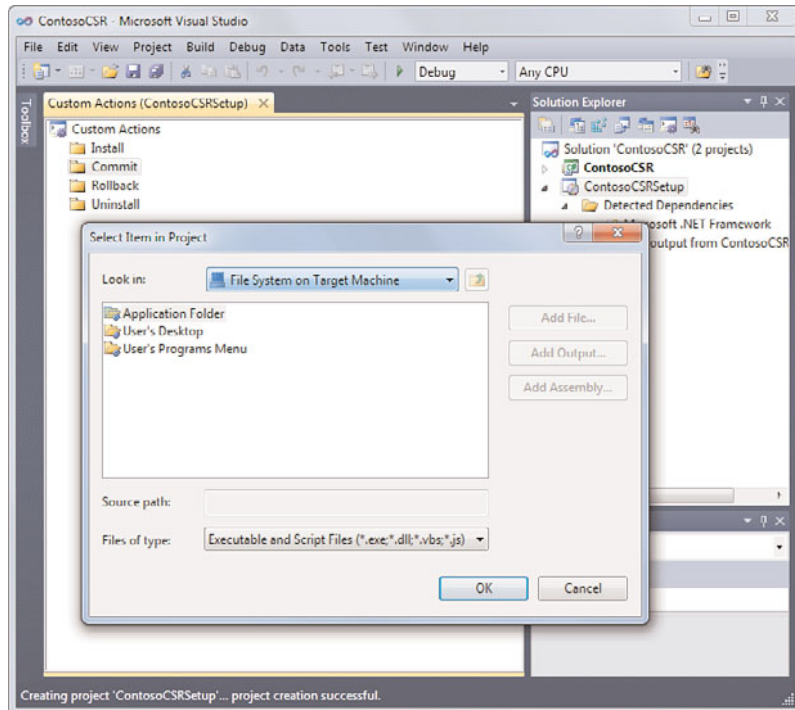 ContosoCSR - Microsoft Visual Studio
File Edit View Project Build Debug Data Tools Test Window Help
Debug Any CPU
Toolbox
Custom Actions (ContosoCSRSetup)
Custom Actions
Install
Commit
Rollback
Uninstall
Solution Explorer
Solution 'ContosoCSR' (2 projects)
ContosoCSR
ContosoCSRSetup
Detected Dependencies
.NET Framework
output from ContosoCSR
Select Item in Project
Look in: File System on Target Machine
Application Folder
User's Desktop
User's Programs Menu
Add File...
Add Output...
Add Assembly...
Source path:
Files of type: Executable and Script Files (*.exe;*.dll;*.vbs;*.js)
OK Cancel
Creating project 'ContosoCSRSetup'... project creation successful.